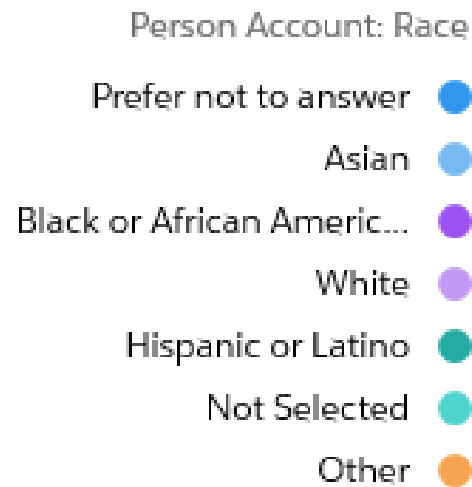 Person Account: Race
Prefer not to answer
Asian
Black or African Americ...
White
Hispanic or Latino
Not Selected
Other